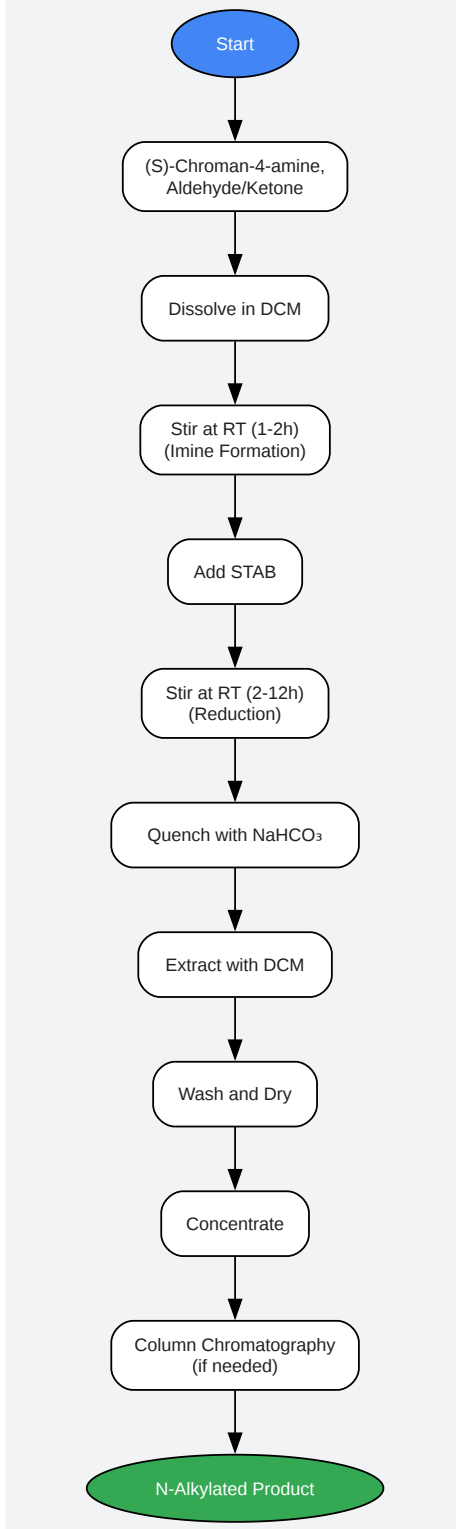 Start
(S)-Chroman-4-amine,
Aldehyde/Ketone
Dissolve in DCM
Stir at RT (1-2h)
(Imine Formation)
Add STAB
Stir at RT (2-12h)
(Reduction)
Quench with NaHCO₃
Extract with DCM
Wash and Dry
Concentrate
Column Chromatography
(if needed)
N-Alkylated Product